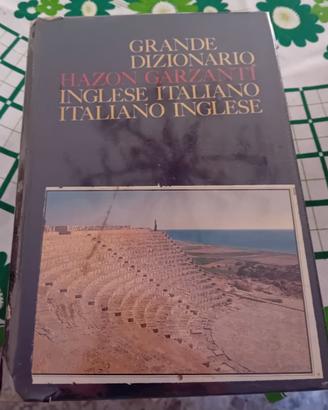 GRANDE
DIZIONARIO
HAZON GARZANTI
INGLESE ITALIANO
ITALIANO INGLESE